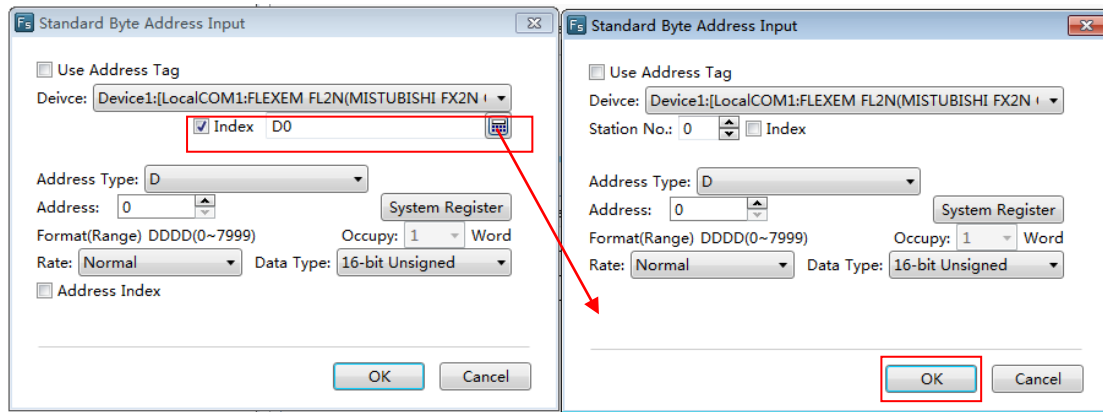 Fs Standard Byte Address Input
Use Address Tag
Deivce: Device1:[LocalCOM1:FLEXEM FL2N(MISTUBISHI FX2N (
Index D0
Address Type: D
Address: 0 System Register
Format(Range) DDDD(0~7999) Occupy: 1 Word
Rate: Normal Data Type: 16-bit Unsigned
Address Index
OK Cancel
Fs Standard Byte Address Input
Use Address Tag
Deivce: Device1:[LocalCOM1:FLEXEM FL2N(MISTUBISHI FX2N (
Station No.: 0 Index
Address Type: D
Address: 0 System Register
Format(Range) DDDD(0~7999) Occupy: 1 Word
Rate: Normal Data Type: 16-bit Unsigned
OK Cancel